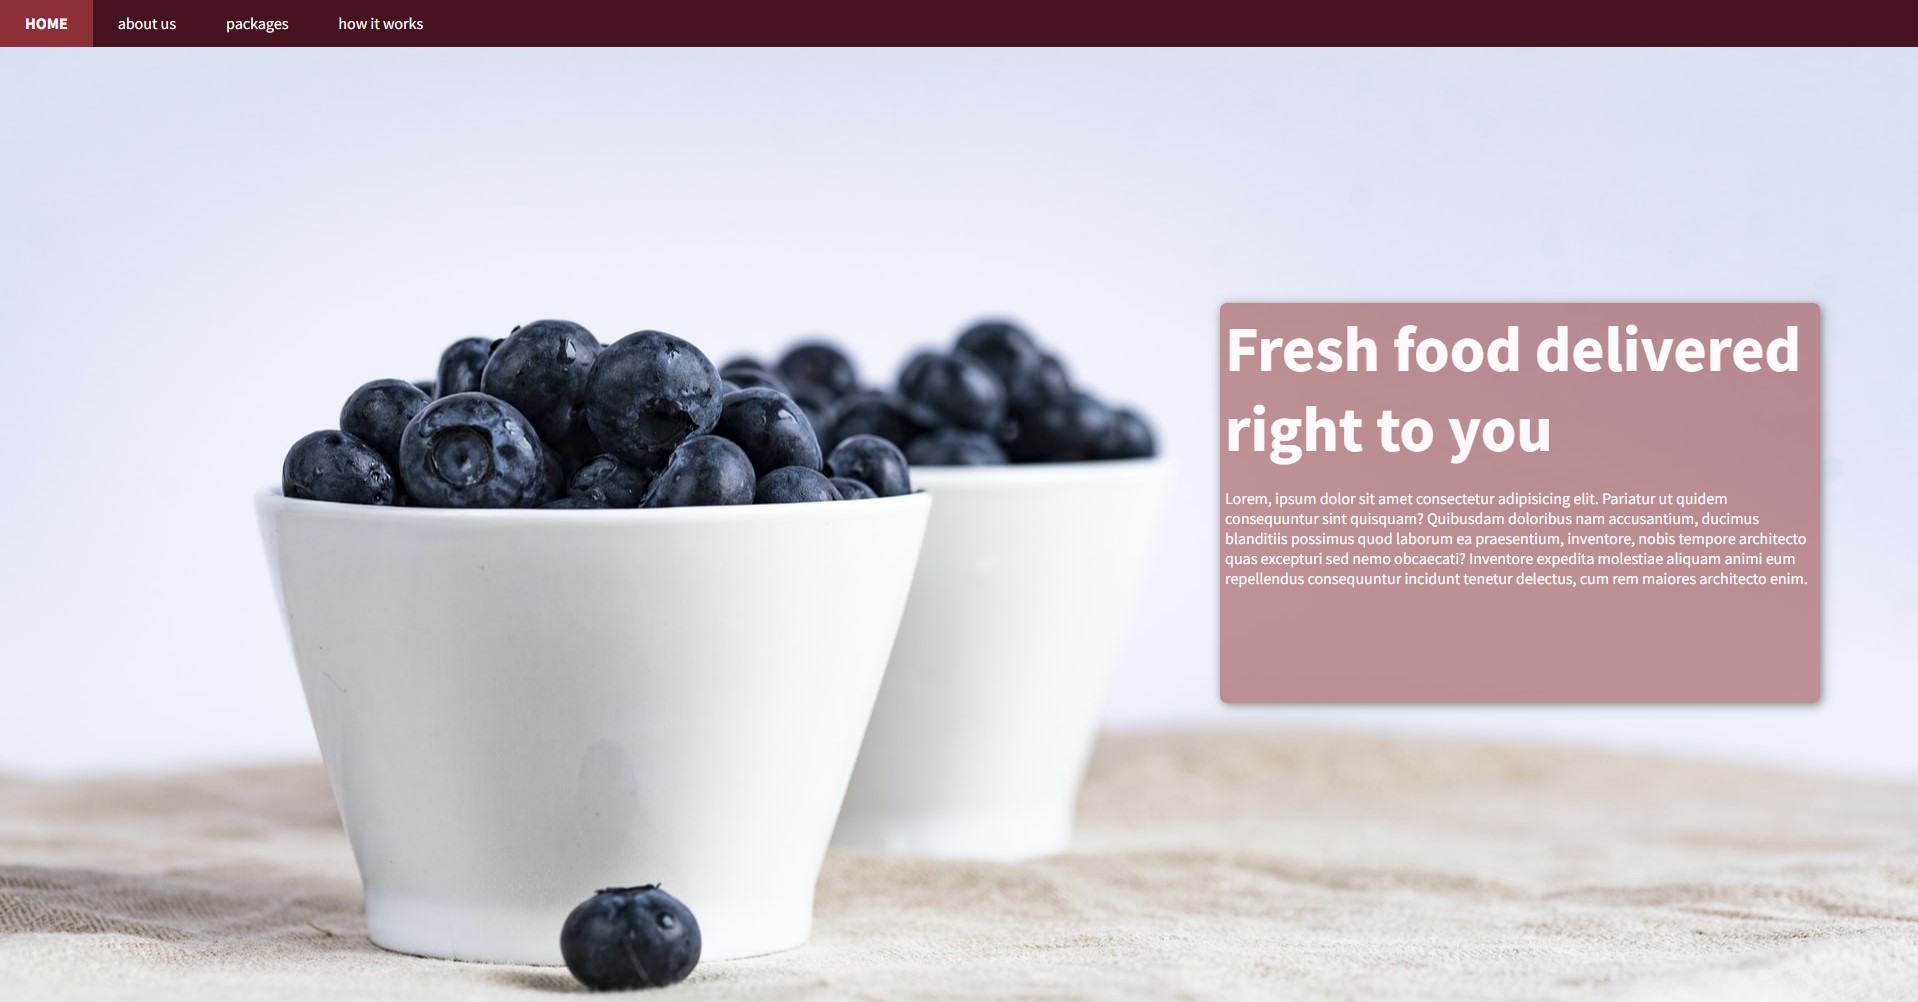 HOME about us packages how it works
Fresh food delivered
right to you
Lorem, ipsum dolor sit amet consectetur adipisicing elit. Pariatur ut quidem
consequuntur sint quisquam? Quibusdam doloribus nam accusantium, ducimus
blanditiis possimus quod laborum ea praesentium, inventore, nobis tempore architecto
quas excepturi sed nemo obcaecati? Inventore expedita molestiae aliquam animi eum
repellendus consequuntur incidunt tenetur delectus, cum rem maiores architecto enim.